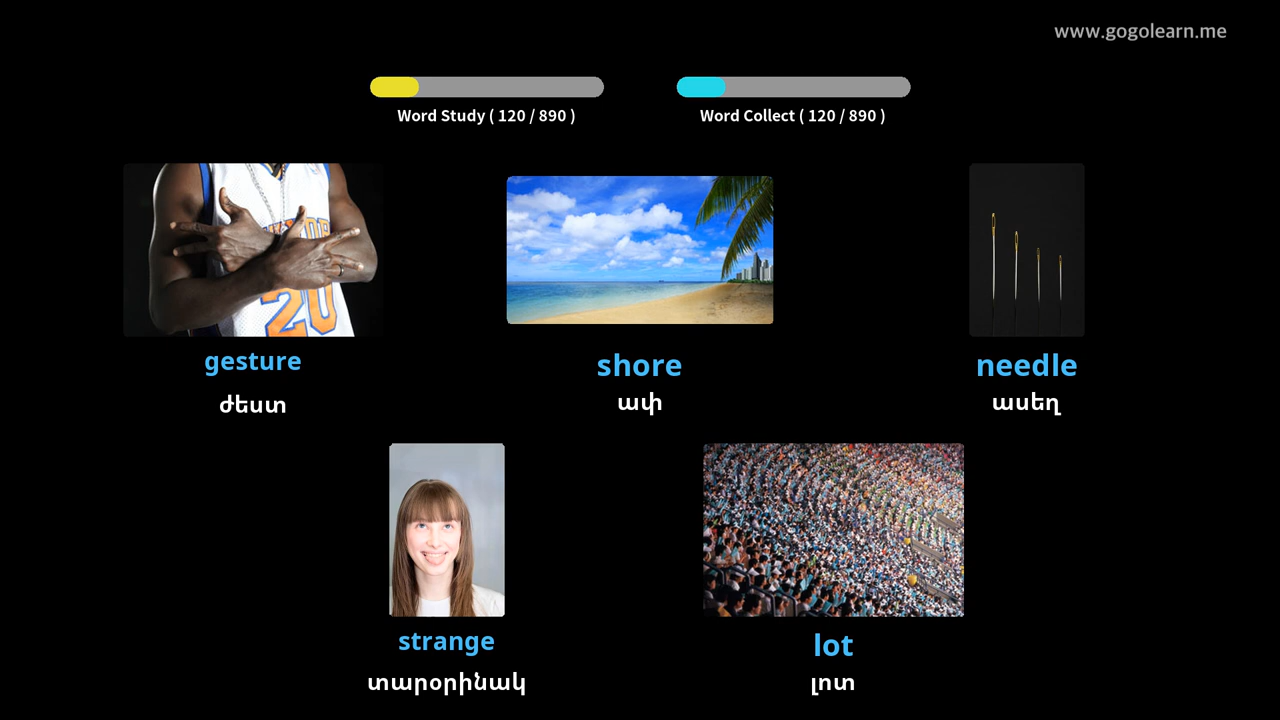 www.gogolearn.me
Word Study ( 120 / 890 )
Word Collect ( 120 / 890 )
20
gesture
ժեստ
shore
ափ
needle
ասեղ
strange
տարօրինակ
lot
լոտ